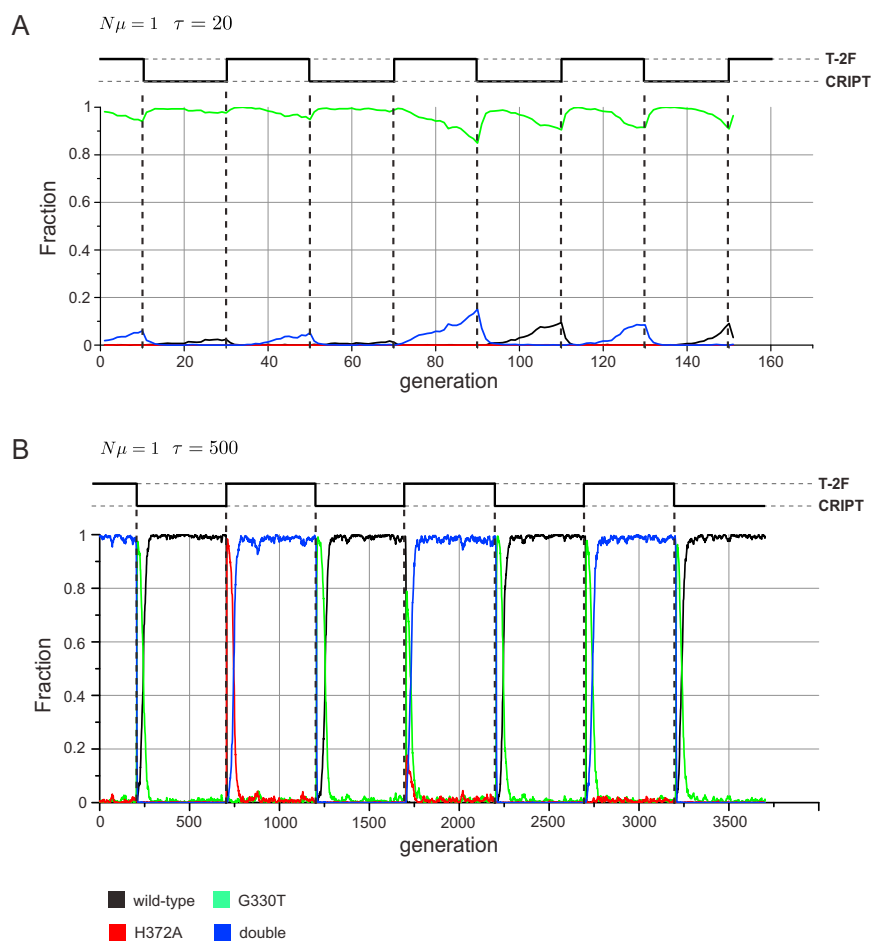 A
Nμ = 1 τ = 20
T-2F
CRIPT
1
0.8
0.6
0.4
0.2
0
Fraction
0 20 40 60 80 100 120 140 160
generation
B
Nμ = 1 τ = 500
T-2F
CRIPT
1
0.8
0.6
0.4
0.2
0
Fraction
0 500 1000 1500 2000 2500 3000 3500
generation
wild-type G330T
H372A double